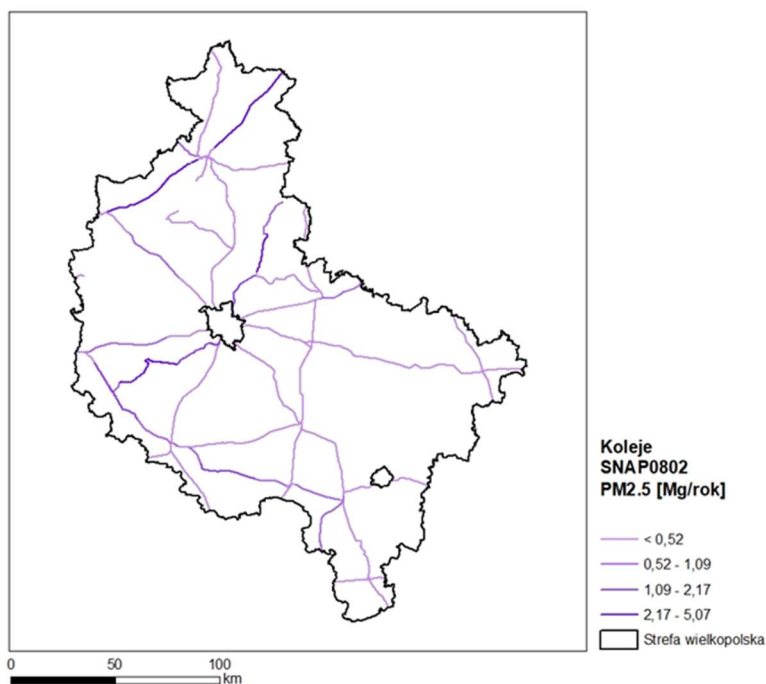 Koleje
SNAP0802
PM2.5 [Mg/rok]
< 0,52
0,52 - 1,09
1,09 - 2,17
2,17 - 5,07
Strefa wielkopolska
0 50 100
km